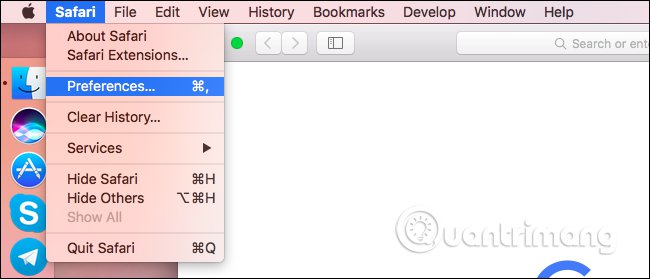 Safari File Edit View History Bookmarks Develop Window Help
About Safari
Safari Extensions...
Search or ente
Preferences... ⌘,
Clear History...
Services ▶
Hide Safari ⌘H
Hide Others ⌥⌘H
Show All
Quit Safari ⌘Q
Quantrimang